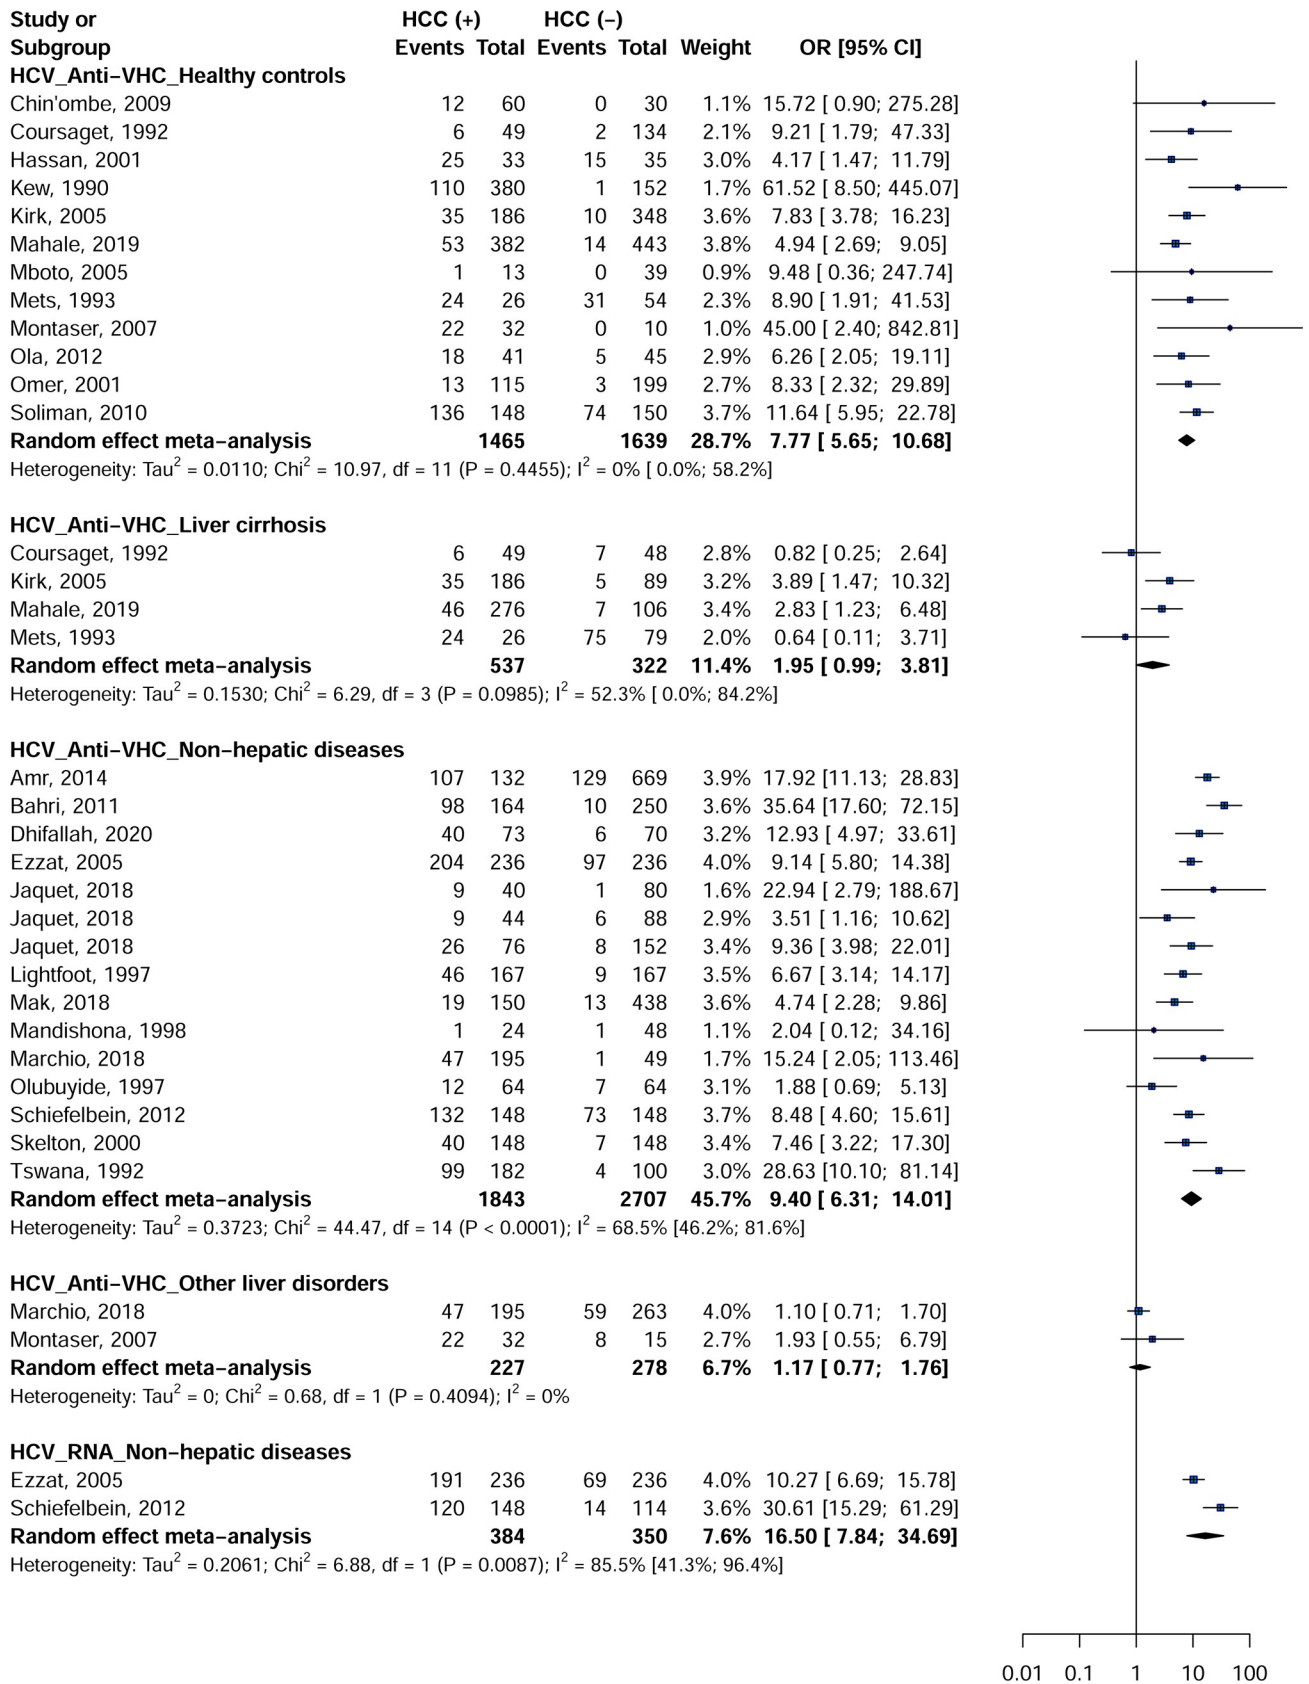 Study or HCC (+) HCC (−)
Subgroup Events Total Events Total Weight OR [95% CI]
HCV_Anti−VHC_Healthy controls
Chin'ombe, 2009 12 60 0 30 1.1% 15.72 [ 0.90; 275.28]
Coursaget, 1992 6 49 2 134 2.1% 9.21 [ 1.79; 47.33]
Hassan, 2001 25 33 15 35 3.0% 4.17 [ 1.47; 11.79]
Kew, 1990 110 380 1 152 1.7% 61.52 [ 8.50; 445.07]
Kirk, 2005 35 186 10 348 3.6% 7.83 [ 3.78; 16.23]
Mahale, 2019 53 382 14 443 3.8% 4.94 [ 2.69; 9.05]
Mboto, 2005 1 13 0 39 0.9% 9.48 [ 0.36; 247.74]
Mets, 1993 24 26 31 54 2.3% 8.90 [ 1.91; 41.53]
Montaser, 2007 22 32 0 10 1.0% 45.00 [ 2.40; 842.81]
Ola, 2012 18 41 5 45 2.9% 6.26 [ 2.05; 19.11]
Omer, 2001 13 115 3 199 2.7% 8.33 [ 2.32; 29.89]
Soliman, 2010 136 148 74 150 3.7% 11.64 [ 5.95; 22.78]
Random effect meta−analysis 1465 1639 28.7% 7.77 [ 5.65; 10.68]
Heterogeneity: Tau² = 0.0110; Chi² = 10.97, df = 11 (P = 0.4455); I² = 0% [ 0.0%; 58.2%]
HCV_Anti−VHC_Liver cirrhosis
Coursaget, 1992 6 49 7 48 2.8% 0.82 [ 0.25; 2.64]
Kirk, 2005 35 186 5 89 3.2% 3.89 [ 1.47; 10.32]
Mahale, 2019 46 276 7 106 3.4% 2.83 [ 1.23; 6.48]
Mets, 1993 24 26 75 79 2.0% 0.64 [ 0.11; 3.71]
Random effect meta−analysis 537 322 11.4% 1.95 [ 0.99; 3.81]
Heterogeneity: Tau² = 0.1530; Chi² = 6.29, df = 3 (P = 0.0985); I² = 52.3% [ 0.0%; 84.2%]
HCV_Anti−VHC_Non−hepatic diseases
Amr, 2014 107 132 129 669 3.9% 17.92 [11.13; 28.83]
Bahri, 2011 98 164 10 250 3.6% 35.64 [17.60; 72.15]
Dhifallah, 2020 40 73 6 70 3.2% 12.93 [ 4.97; 33.61]
Ezzat, 2005 204 236 97 236 4.0% 9.14 [ 5.80; 14.38]
Jaquet, 2018 9 40 1 80 1.6% 22.94 [ 2.79; 188.67]
Jaquet, 2018 9 44 6 88 2.9% 3.51 [ 1.16; 10.62]
Jaquet, 2018 26 76 8 152 3.4% 9.36 [ 3.98; 22.01]
Lightfoot, 1997 46 167 9 167 3.5% 6.67 [ 3.14; 14.17]
Mak, 2018 19 150 13 438 3.6% 4.74 [ 2.28; 9.86]
Mandishona, 1998 1 24 1 48 1.1% 2.04 [ 0.12; 34.16]
Marchio, 2018 47 195 1 49 1.7% 15.24 [ 2.05; 113.46]
Olubuyide, 1997 12 64 7 64 3.1% 1.88 [ 0.69; 5.13]
Schiefelbein, 2012 132 148 73 148 3.7% 8.48 [ 4.60; 15.61]
Skelton, 2000 40 148 7 148 3.4% 7.46 [ 3.22; 17.30]
Tswana, 1992 99 182 4 100 3.0% 28.63 [10.10; 81.14]
Random effect meta−analysis 1843 2707 45.7% 9.40 [ 6.31; 14.01]
Heterogeneity: Tau² = 0.3723; Chi² = 44.47, df = 14 (P < 0.0001); I² = 68.5% [46.2%; 81.6%]
HCV_Anti−VHC_Other liver disorders
Marchio, 2018 47 195 59 263 4.0% 1.10 [ 0.71; 1.70]
Montaser, 2007 22 32 8 15 2.7% 1.93 [ 0.55; 6.79]
Random effect meta−analysis 227 278 6.7% 1.17 [ 0.77; 1.76]
Heterogeneity: Tau² = 0; Chi² = 0.68, df = 1 (P = 0.4094); I² = 0%
HCV_RNA_Non−hepatic diseases
Ezzat, 2005 191 236 69 236 4.0% 10.27 [ 6.69; 15.78]
Schiefelbein, 2012 120 148 14 114 3.6% 30.61 [15.29; 61.29]
Random effect meta−analysis 384 350 7.6% 16.50 [ 7.84; 34.69]
Heterogeneity: Tau² = 0.2061; Chi² = 6.88, df = 1 (P = 0.0087); I² = 85.5% [41.3%; 96.4%]
0.01 0.1 1 10 100